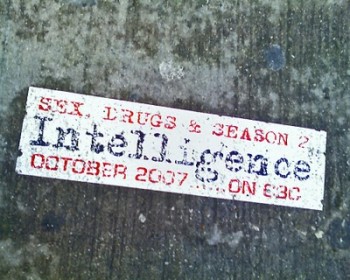 SEX, DRUGS & SEASON 2
Intelligence
OCTOBER 2007 ON CBC